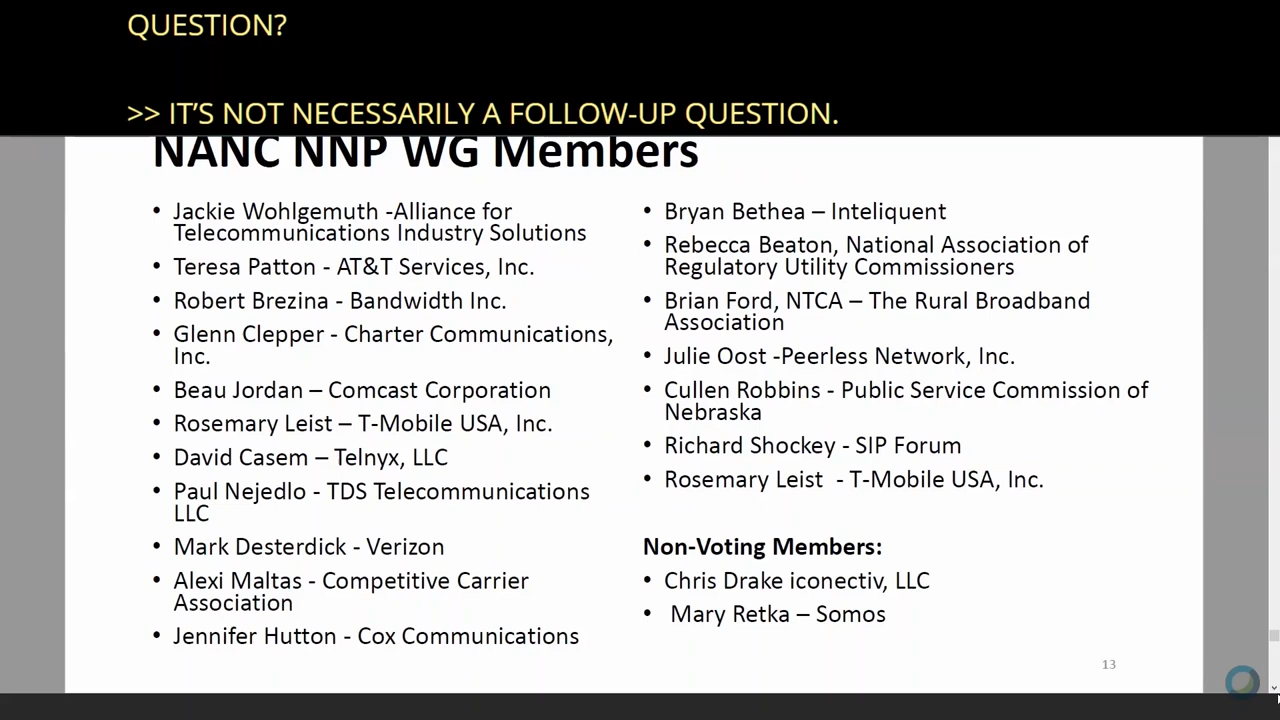 QUESTION?
>> IT'S NOT NECESSARILY A FOLLOW-UP QUESTION.
NANC NNP WG Members
• Jackie Wohlgemuth -Alliance for
Telecommunications Industry Solutions
• Teresa Patton - AT&T Services, Inc.
• Robert Brezina - Bandwidth Inc.
• Glenn Clepper - Charter Communications,
Inc.
• Beau Jordan – Comcast Corporation
• Rosemary Leist – T-Mobile USA, Inc.
• David Casem – Telnyx, LLC
• Paul Nejedlo - TDS Telecommunications
LLC
• Mark Desterdick - Verizon
• Alexi Maltas - Competitive Carrier
Association
• Jennifer Hutton - Cox Communications
• Bryan Bethea – Inteliquent
• Rebecca Beaton, National Association of
Regulatory Utility Commissioners
• Brian Ford, NTCA – The Rural Broadband
Association
• Julie Oost -Peerless Network, Inc.
• Cullen Robbins - Public Service Commission of
Nebraska
• Richard Shockey - SIP Forum
• Rosemary Leist  - T-Mobile USA, Inc.
Non-Voting Members:
• Chris Drake iconectiv, LLC
• Mary Retka – Somos
13